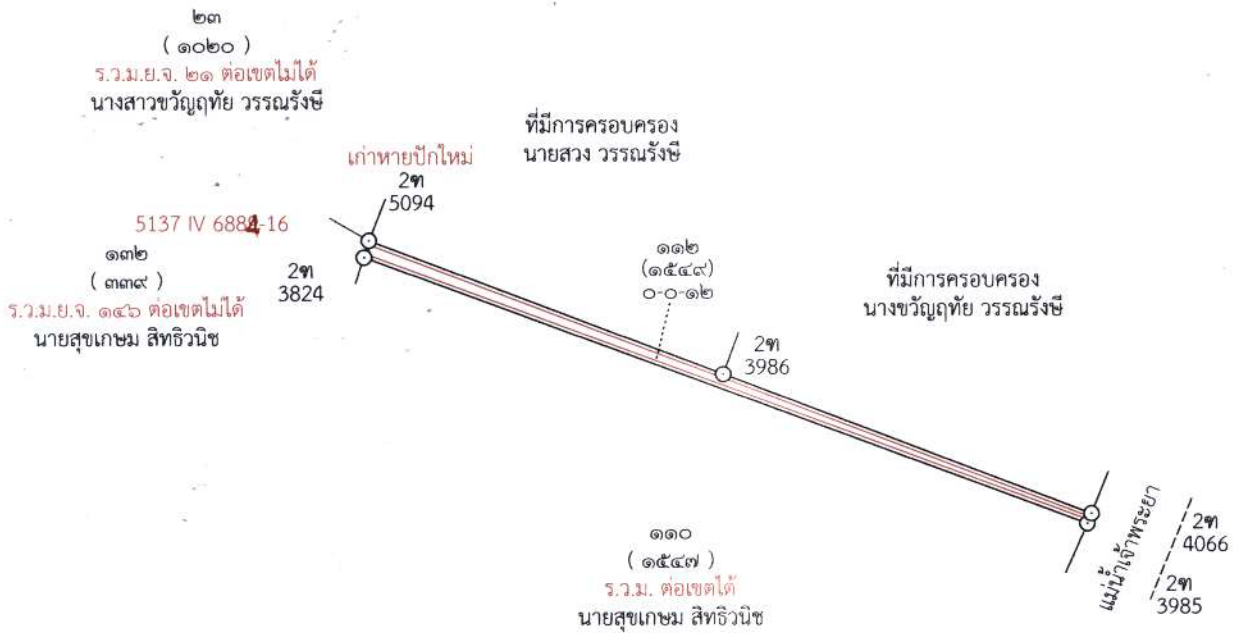 ๒๓
( ๑๐๒๐ )
ร.ว.ม.ย.จ. ๒๑ ต่อเขตไม่ได้
นางสาวขวัญฤทัย วรรณรังษี
ที่มีการครอบครอง
นายสวง วรรณรังษี
เก่าหายปักใหม่
2ฑ
5094
5137 IV 6884-16
๑๓๒
( ๓๓๙ )
ร.ว.ม.ย.จ. ๑๔๖ ต่อเขตไม่ได้
นายสุขเกษม สิทธิวนิช
2ฑ
3824
๑๑๒
(๑๕๔๙)
๐-๐-๑๒
ที่มีการครอบครอง
นางขวัญฤทัย วรรณรังษี
2ฑ
3986
๑๑๐
( ๑๕๔๗ )
ร.ว.ม. ต่อเขตได้
นายสุขเกษม สิทธิวนิช
แม่น้ำเจ้าพระยา
2ฑ
4066
2ฑ
3985